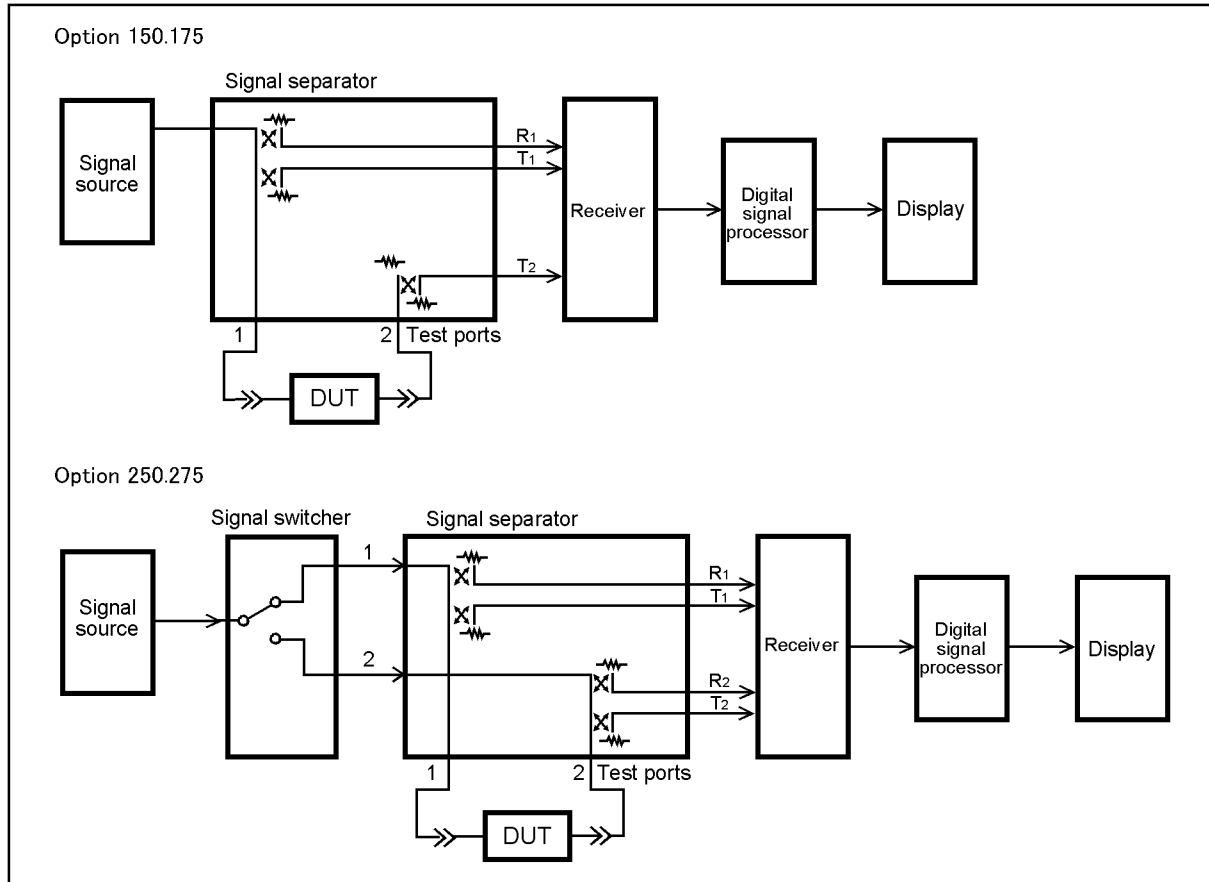 Option 150.175
Signal separator
Signal
source
R1
T1
T2
Receiver
Digital
signal
processor
Display
1
2
Test ports
DUT
Option 250.275
Signal switcher
Signal separator
Signal
source
1
2
R1
T1
R2
T2
Receiver
Digital
signal
processor
Display
1
2
Test ports
DUT